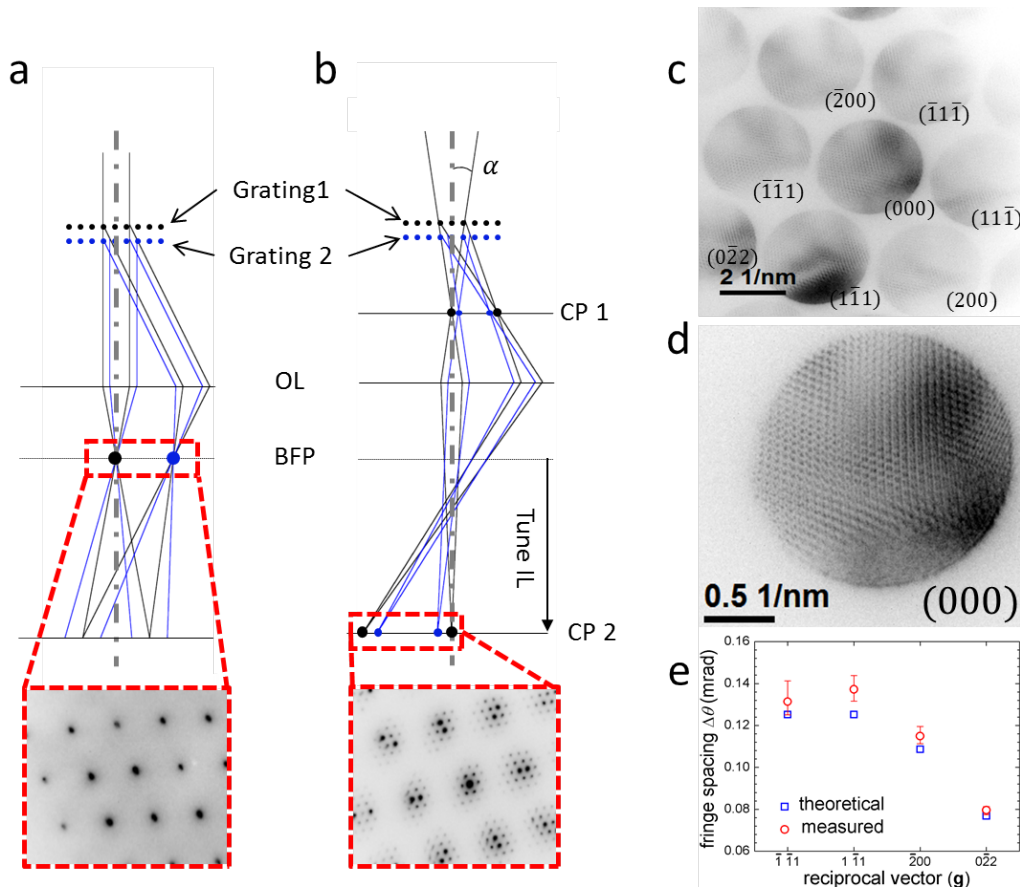 a
b
α
Grating1
Grating 2
CP 1
OL
BFP
Tune IL
CP 2
c
(2̄00)
(1̄11̄)
(1̄1̄1)
(000)
(111̄)
(02̄2)
(11̄1)
(200)
2 1/nm
d
0.5 1/nm
(000)
e
fringe spacing Δθ (mrad)
0.16
0.14
0.12
0.10
0.08
0.06
theoretical
measured
1̄ 1̄1
1 1̄1
2̄00
02̄2
reciprocal vector (g)